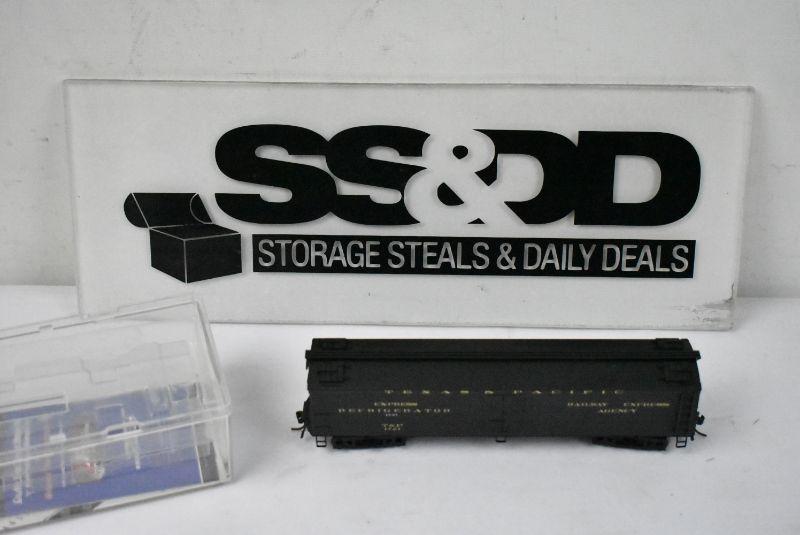 SS&DD
STORAGE STEALS & DAILY DEALS
TEXAS & PACIFIC
EXPRESS
RAILWAY EXPRESS
REFRIGERATOR
AGENCY
T&P